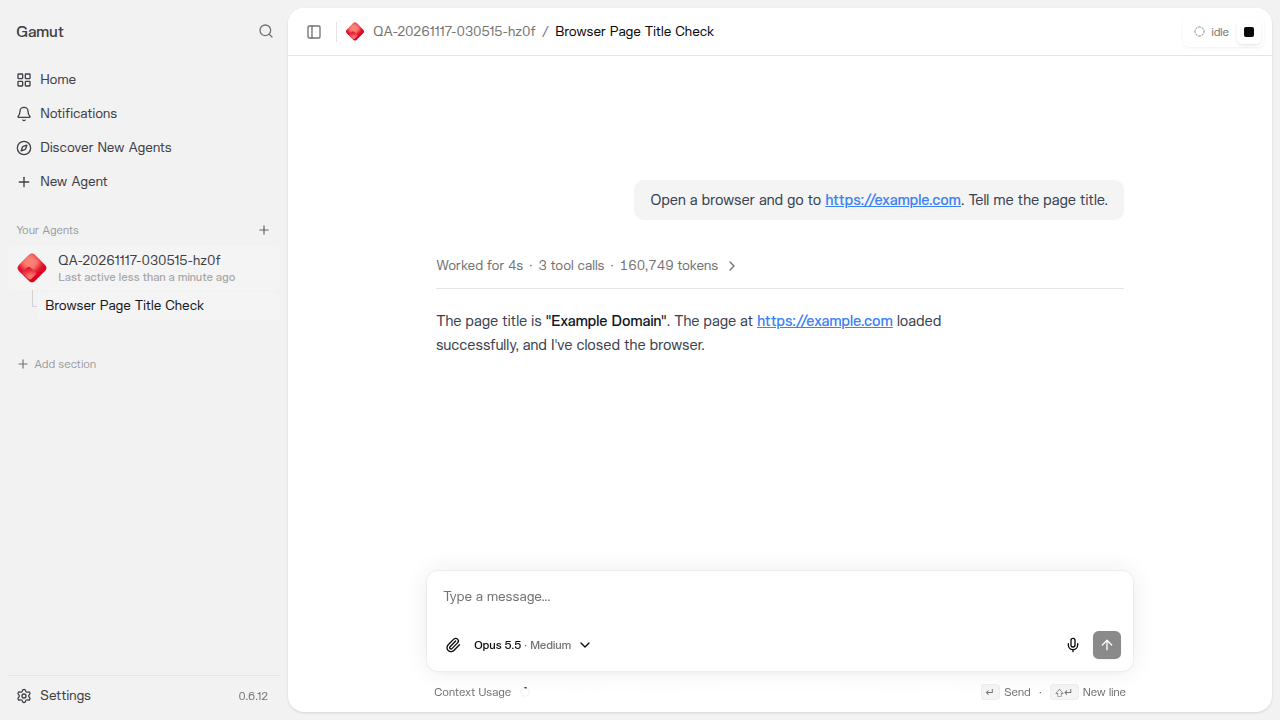 Gamut
Home
Notifications
Discover New Agents
New Agent
Your Agents
QA-20261117-030515-hz0f
Last active less than a minute ago
Browser Page Title Check
Add section
Settings
0.6.12
QA-20261117-030515-hz0f / Browser Page Title Check
idle
Open a browser and go to https://example.com. Tell me the page title.
Worked for 4s · 3 tool calls · 160,749 tokens
The page title is "Example Domain". The page at https://example.com loaded
successfully, and I've closed the browser.
Type a message...
Opus 5.5 · Medium
Context Usage
↵ Send · ⇧↵ New line